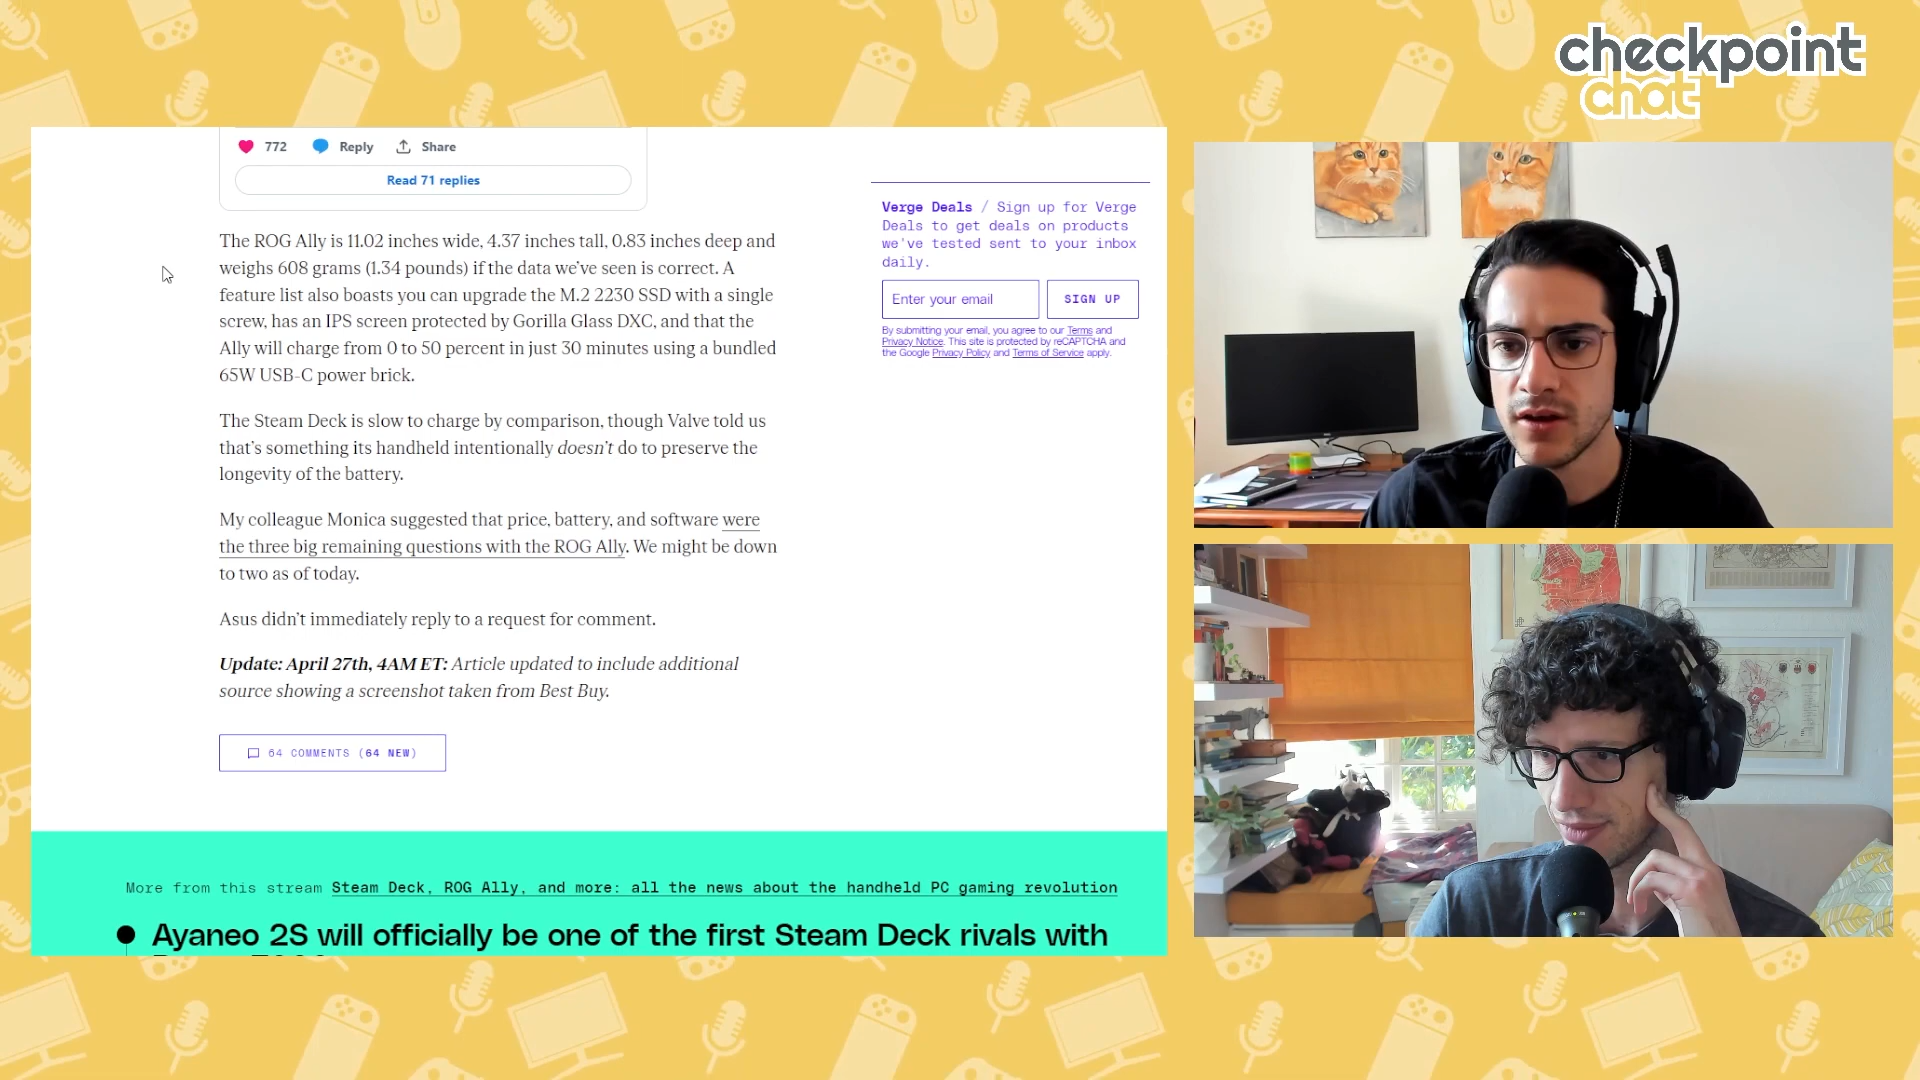 checkpoint
chat
772 Reply Share
Read 71 replies
The ROG Ally is 11.02 inches wide, 4.37 inches tall, 0.83 inches deep and
weighs 608 grams (1.34 pounds) if the data we’ve seen is correct. A
feature list also boasts you can upgrade the M.2 2230 SSD with a single
screw, has an IPS screen protected by Gorilla Glass DXC, and that the
Ally will charge from 0 to 50 percent in just 30 minutes using a bundled
65W USB-C power brick.
The Steam Deck is slow to charge by comparison, though Valve told us
that’s something its handheld intentionally doesn’t do to preserve the
longevity of the battery.
My colleague Monica suggested that price, battery, and software were
the three big remaining questions with the ROG Ally. We might be down
to two as of today.
Asus didn’t immediately reply to a request for comment.
Update: April 27th, 4AM ET: Article updated to include additional
source showing a screenshot taken from Best Buy.
64 COMMENTS (64 NEW)
Verge Deals / Sign up for Verge
Deals to get deals on products
we've tested sent to your inbox
daily.
Enter your email SIGN UP
By submitting your email, you agree to our Terms and
Privacy Notice. This site is protected by reCAPTCHA and
the Google Privacy Policy and Terms of Service apply.
More from this stream Steam Deck, ROG Ally, and more: all the news about the handheld PC gaming revolution
Ayaneo 2S will officially be one of the first Steam Deck rivals with